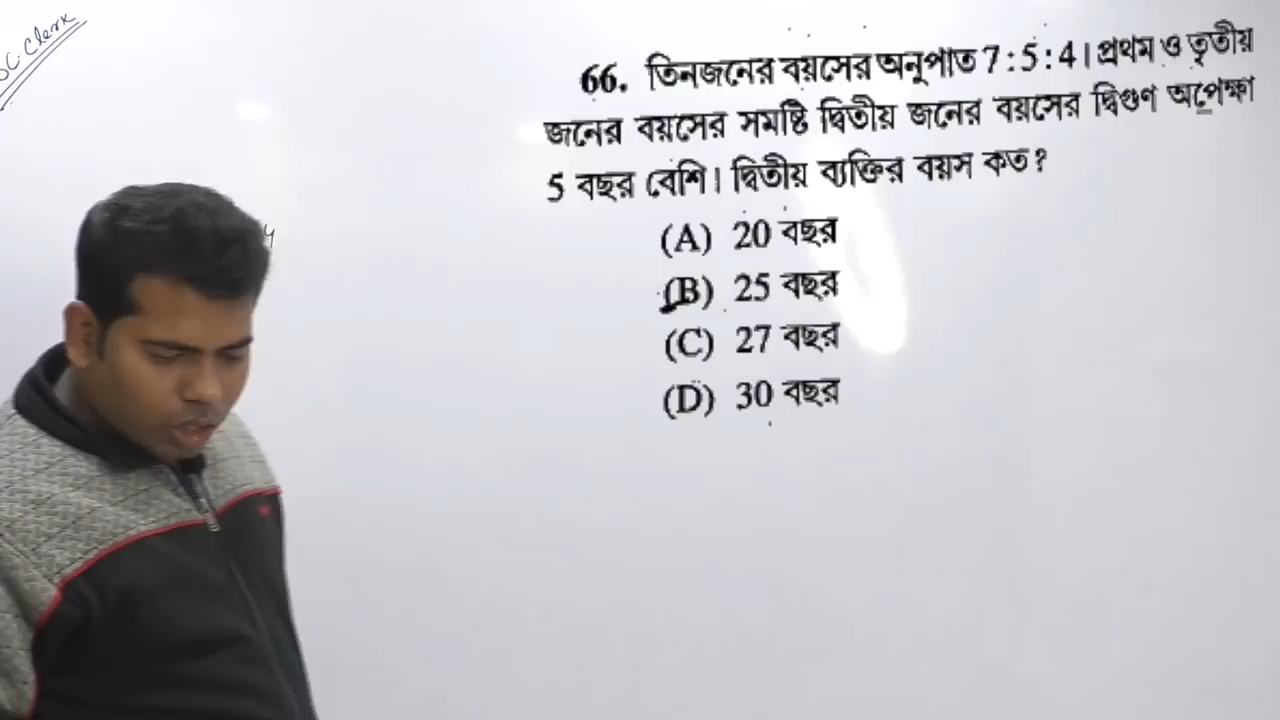 Clerk
66. তিনজনের বয়সের অনুপাত 7 : 5 : 4। প্রথম ও তৃতীয়
জনের বয়সের সমষ্টি দ্বিতীয় জনের বয়সের দ্বিগুণ অপেক্ষা
5 বছর বেশি। দ্বিতীয় ব্যক্তির বয়স কত?
(A) 20 বছর
(B) 25 বছর
(C) 27 বছর
(D) 30 বছর